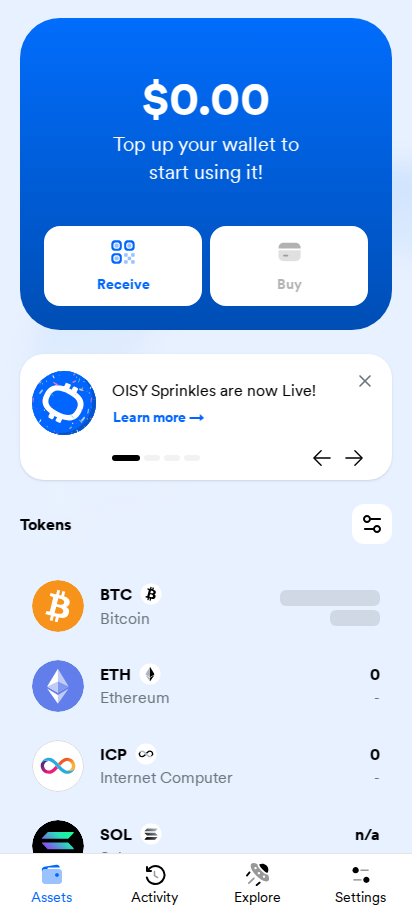 $0.00
Top up your wallet to
start using it!
Receive
Buy
OISY Sprinkles are now Live!
Learn more →
Tokens
BTC
Bitcoin
ETH
0
Ethereum
-
ICP
0
Internet Computer
-
SOL
n/a
Assets
Activity
Explore
Settings